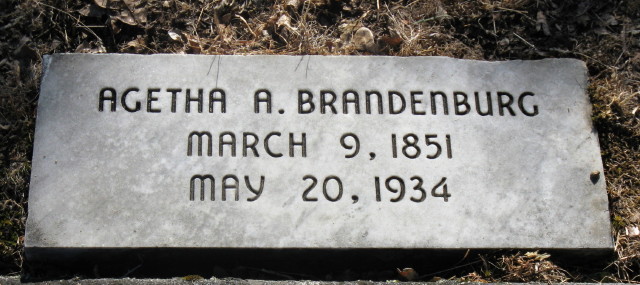 AGETHA A. BRANDENBURG
MARCH 9, 1851
MAY 20, 1934